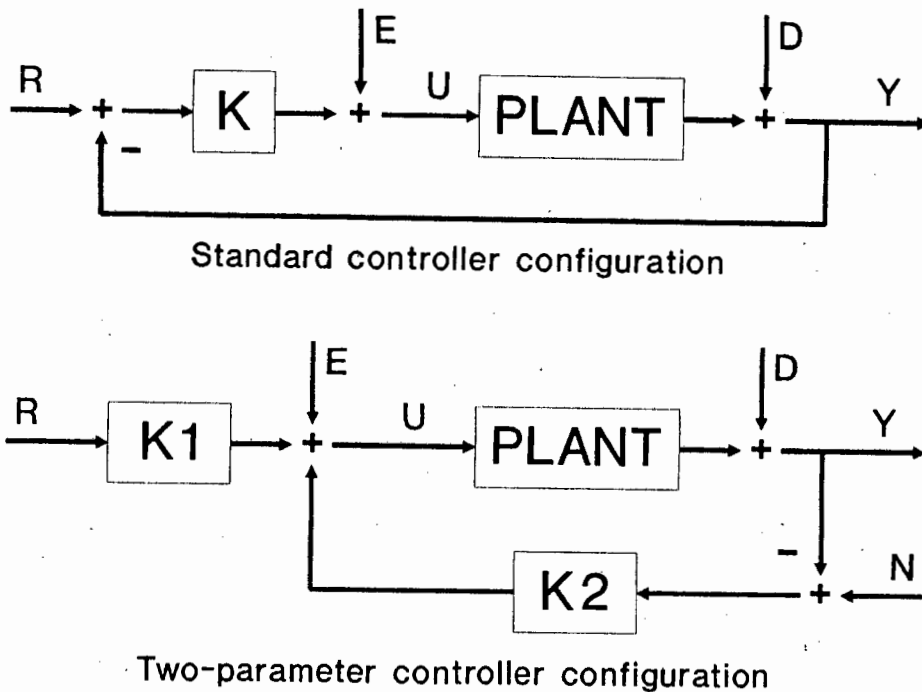 E D
R + K + U PLANT + Y
-
Standard controller configuration
E D
R K1 + U PLANT + Y
- N
K2 +
Two-parameter controller configuration